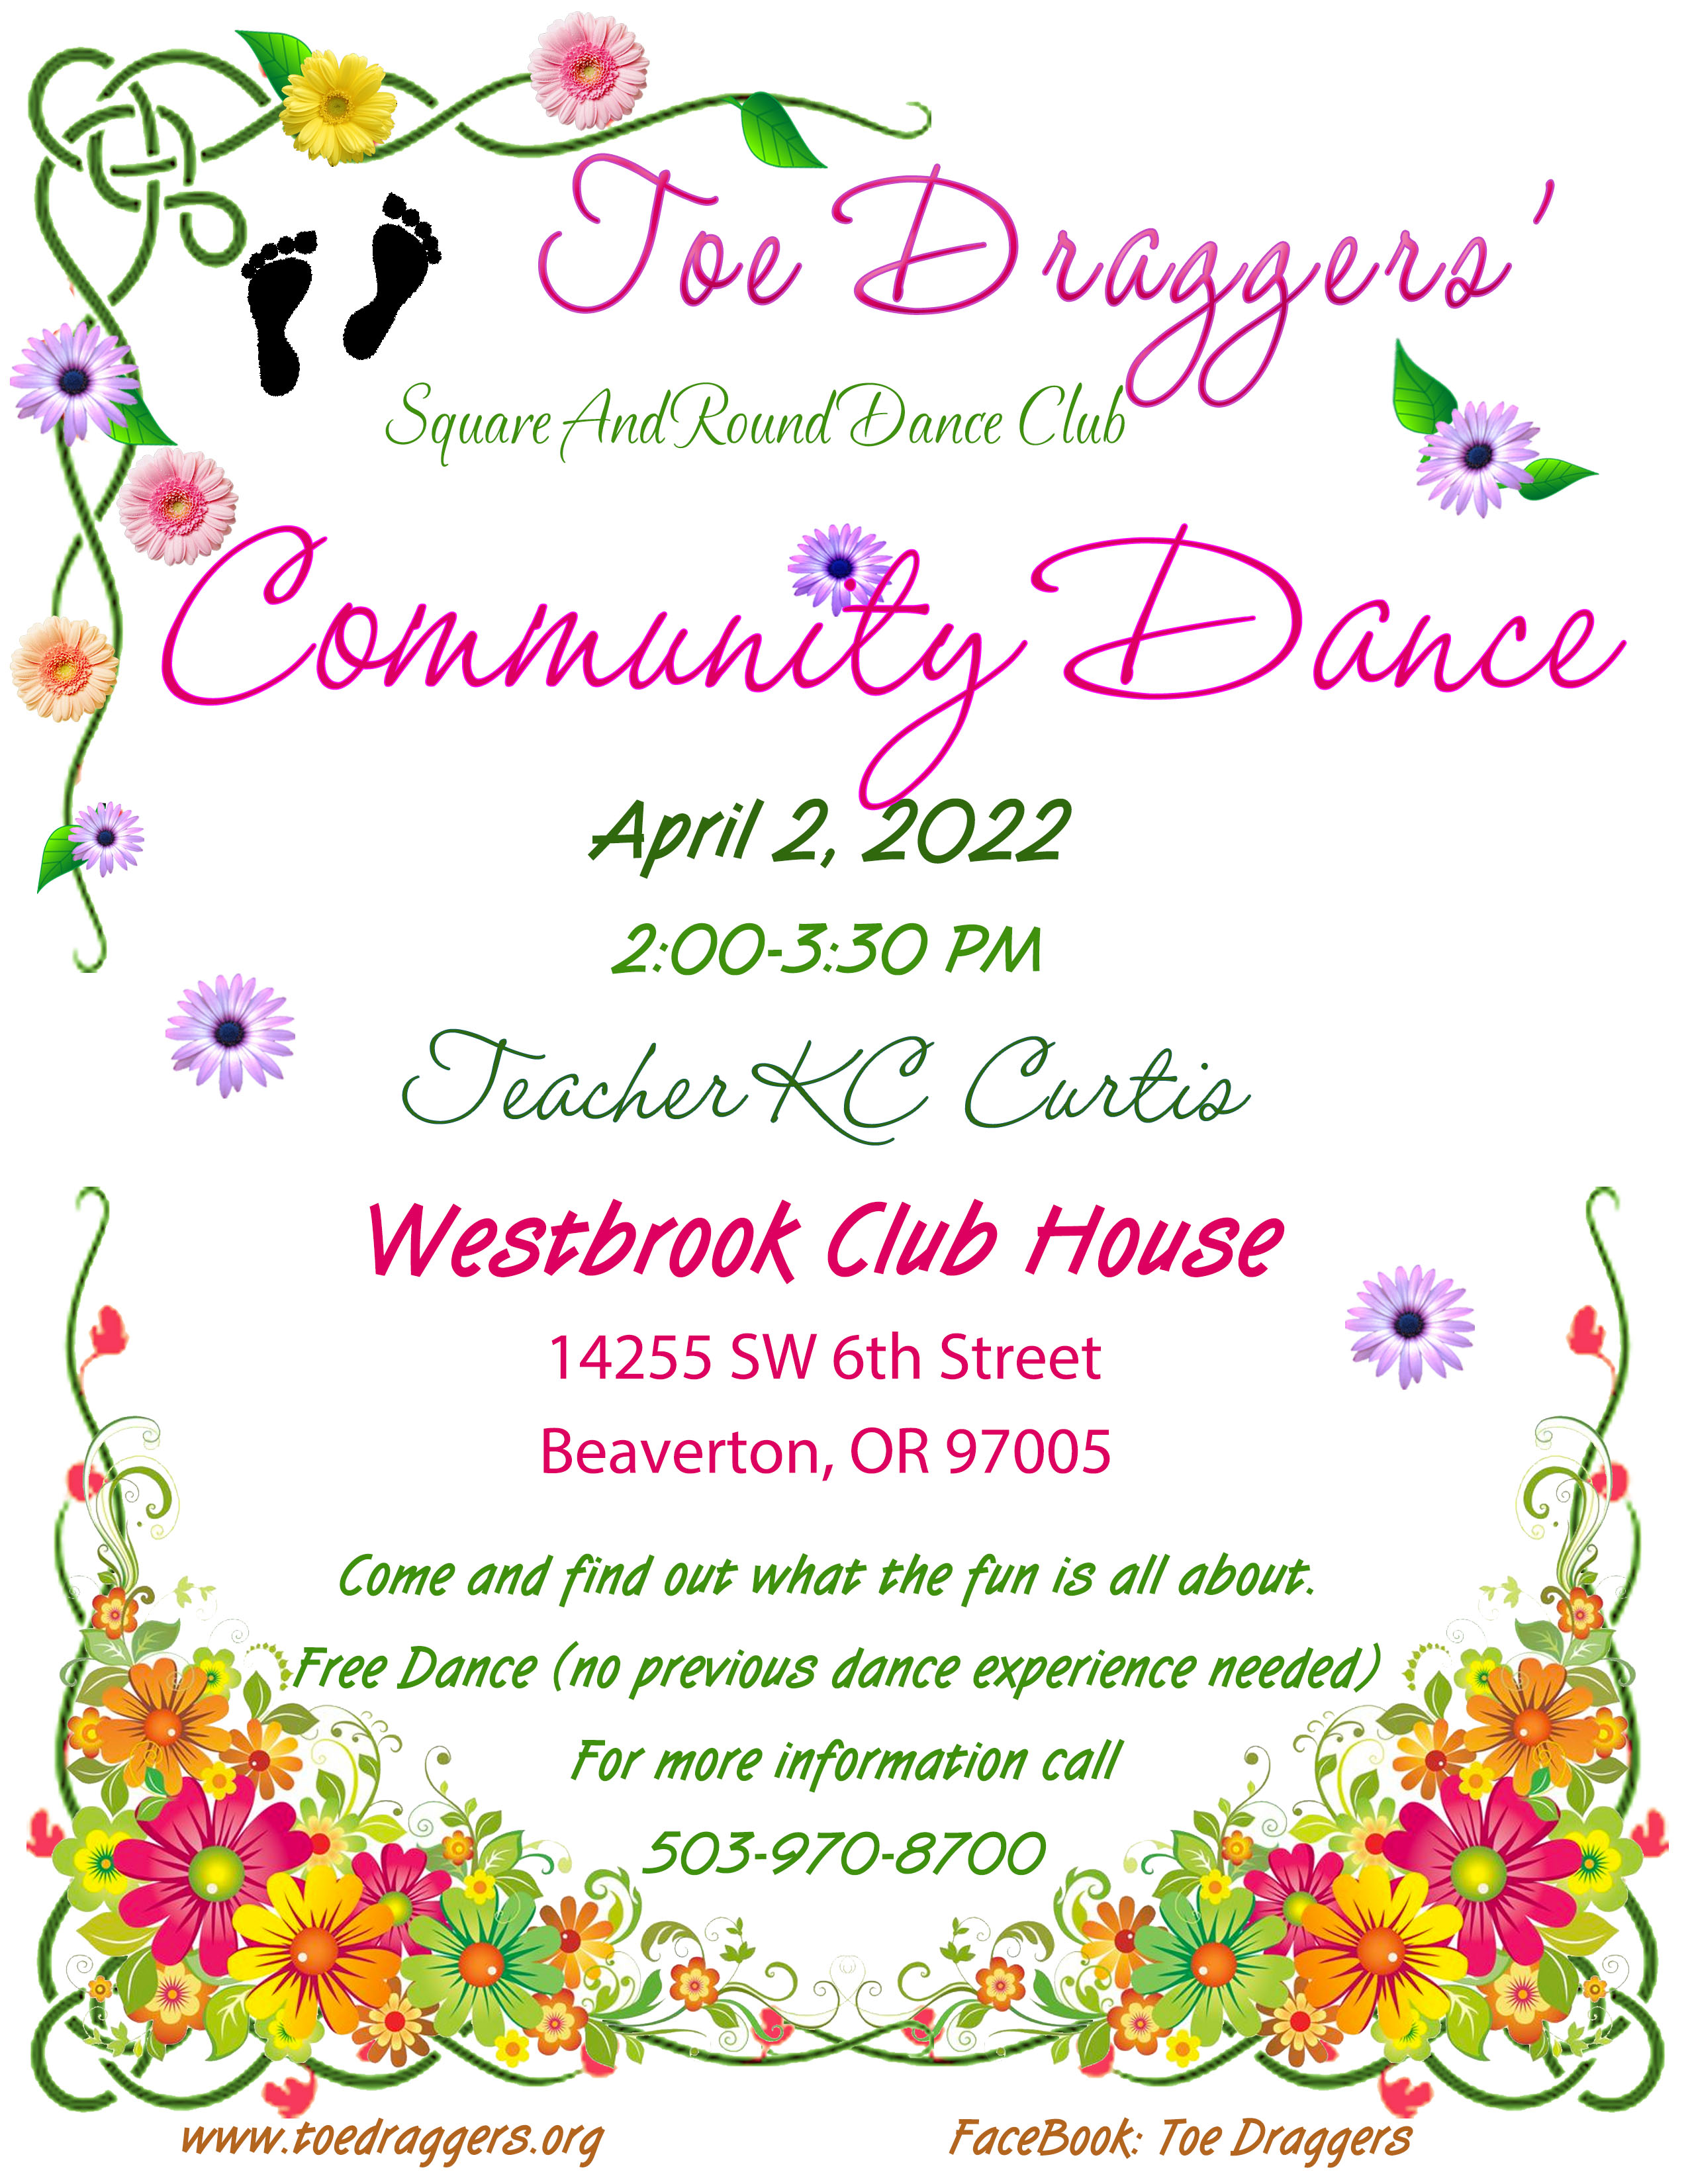 Toe Draggers'
Square And Round Dance Club
Community Dance
April 2, 2022
2:00-3:30 PM
Teacher KC Curtis
Westbrook Club House
14255 SW 6th Street
Beaverton, OR 97005
Come and find out what the fun is all about.
Free Dance (no previous dance experience needed)
For more information call
503-970-8700
www.toedraggers.org
FaceBook: Toe Draggers